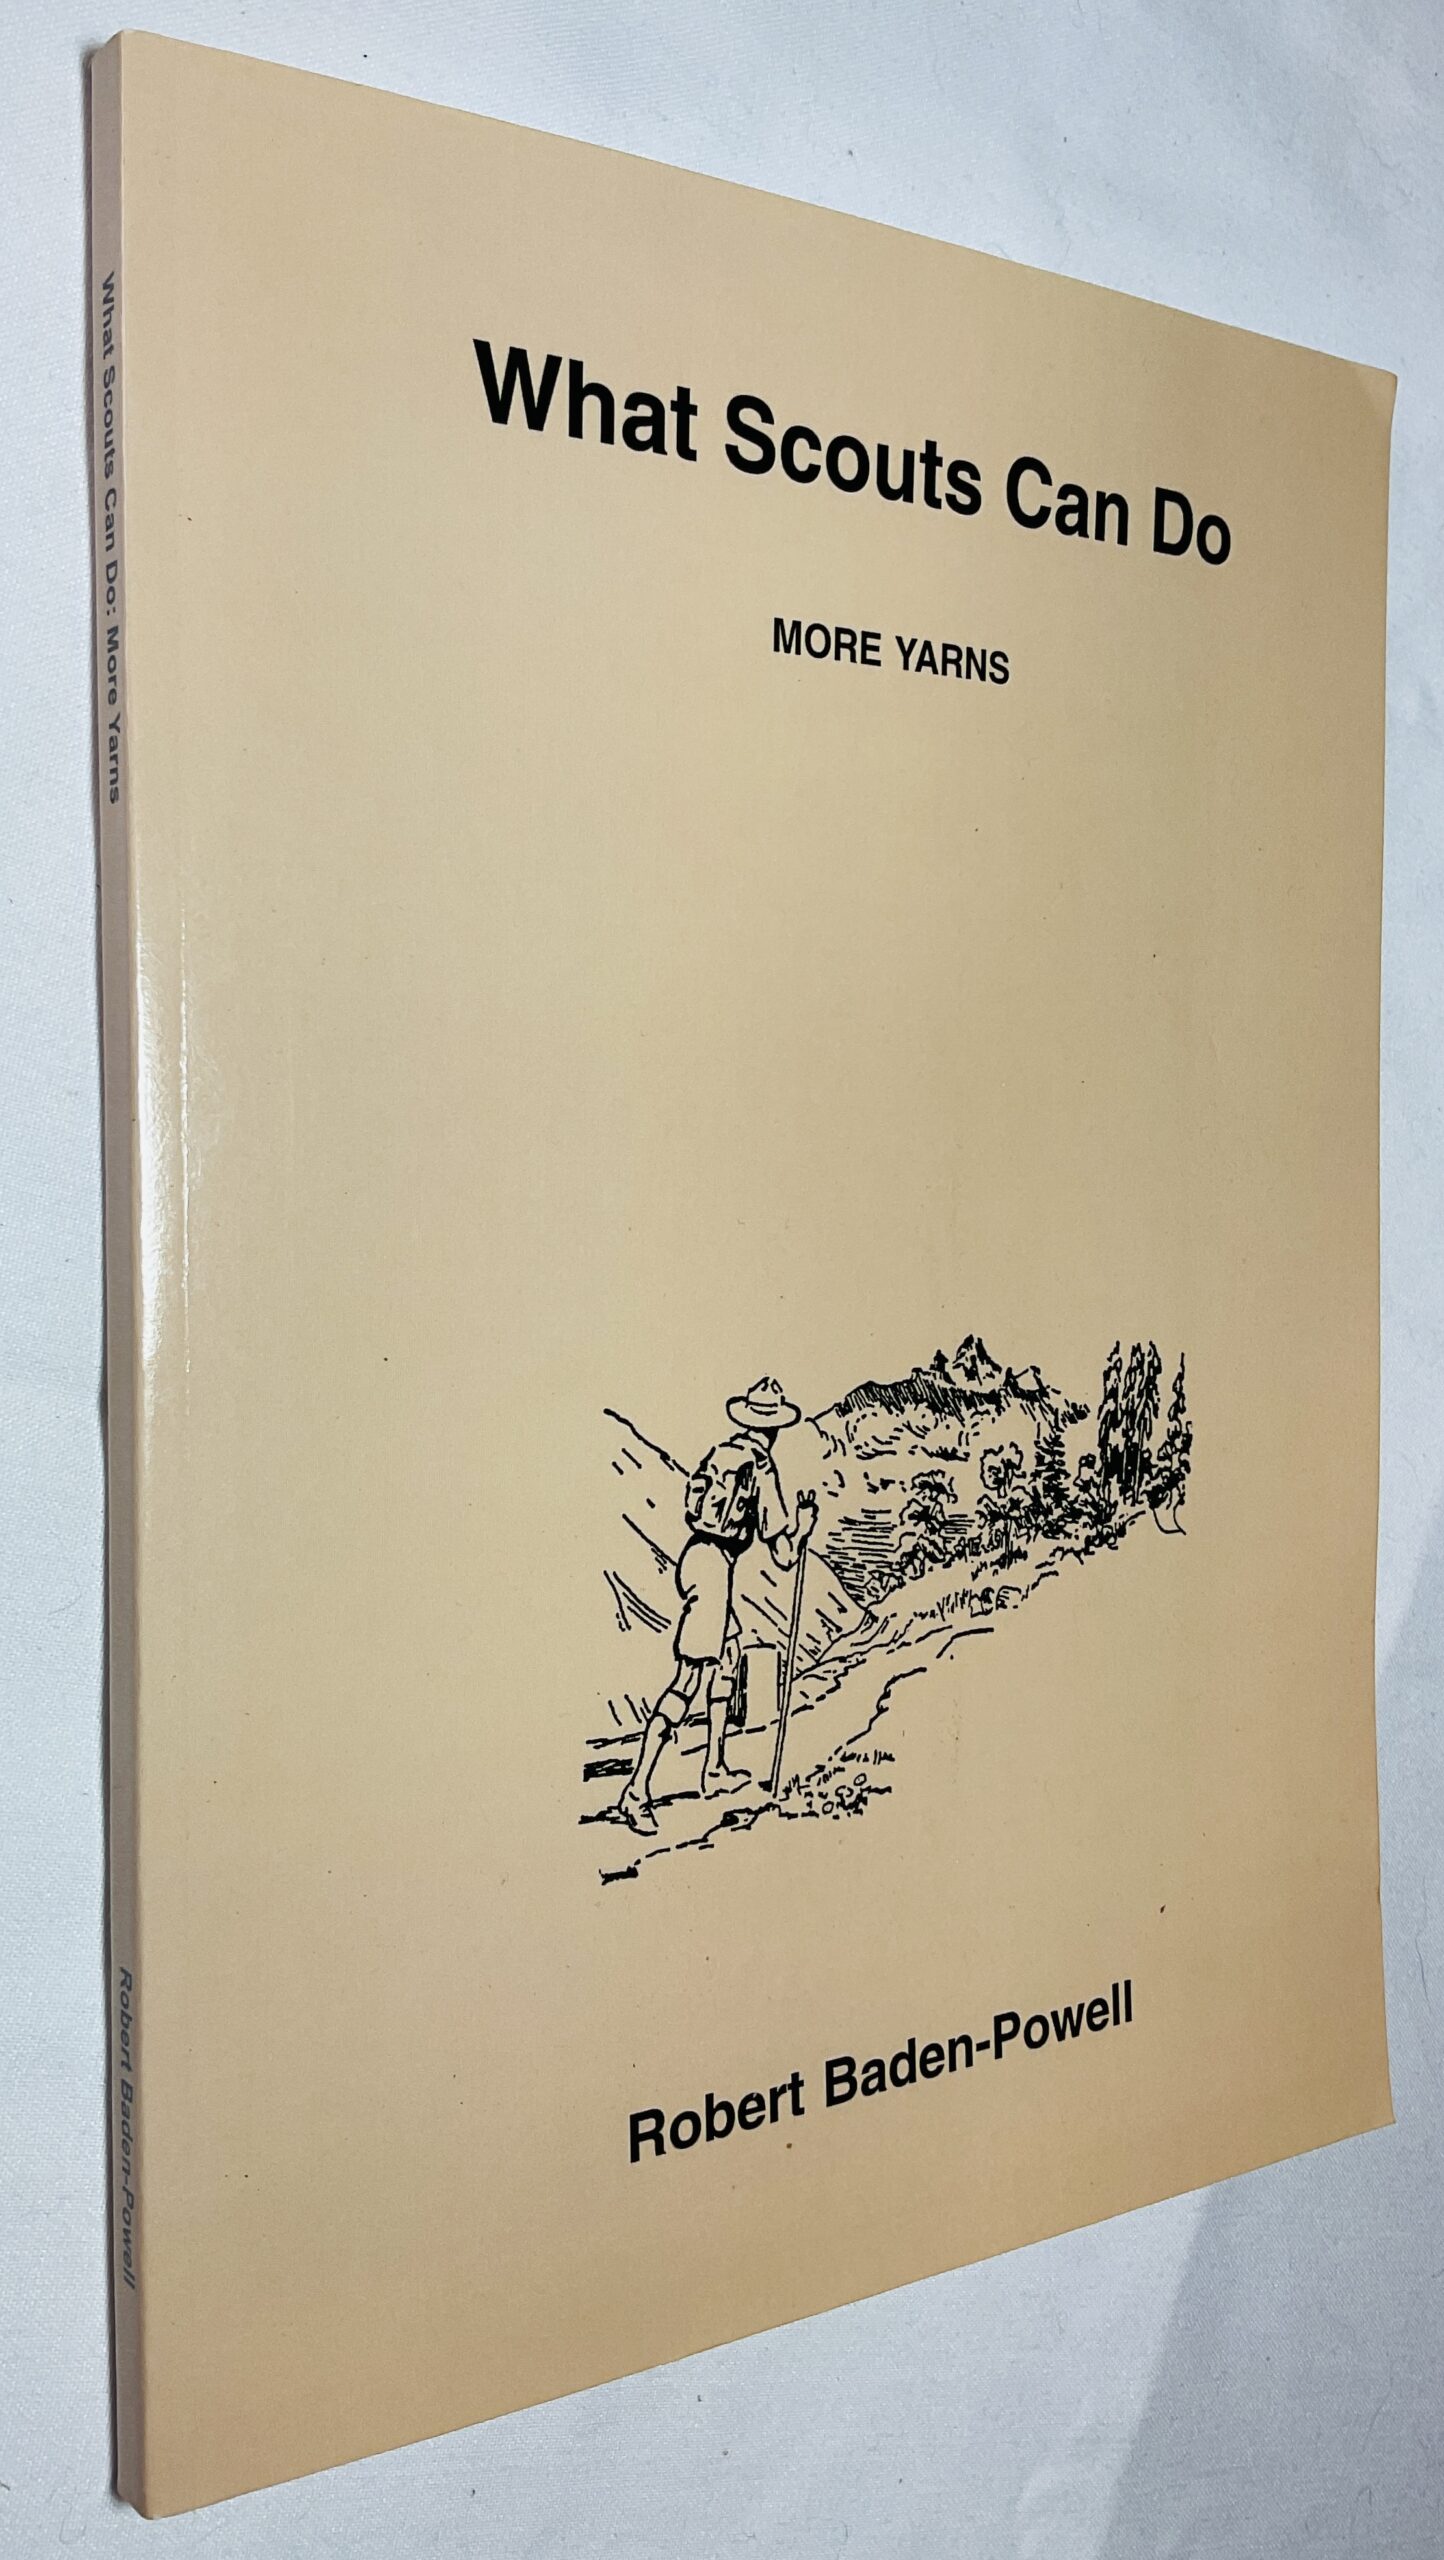 What Scouts Can Do
MORE YARNS
Robert Baden-Powell
What Scouts Can Do: More Yarns
Robert Baden-Powell